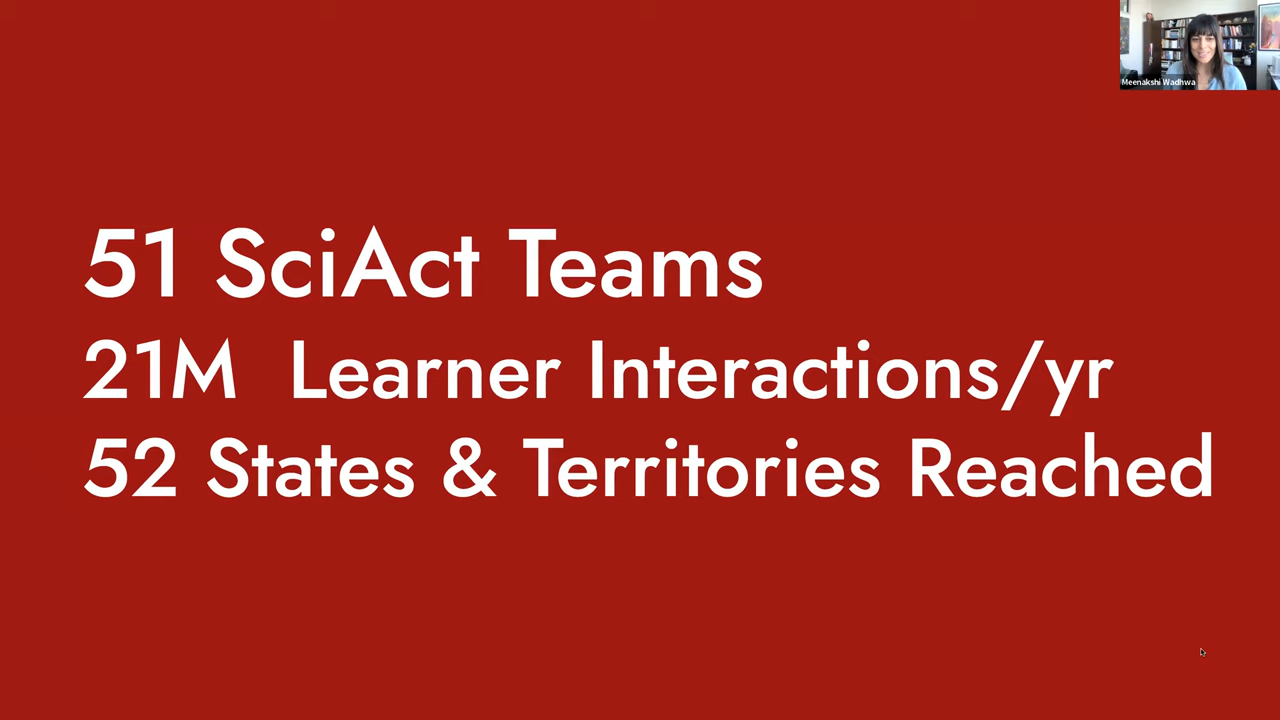 Meenakshi Wadhwa
51 SciAct Teams
21M Learner Interactions/yr
52 States & Territories Reached